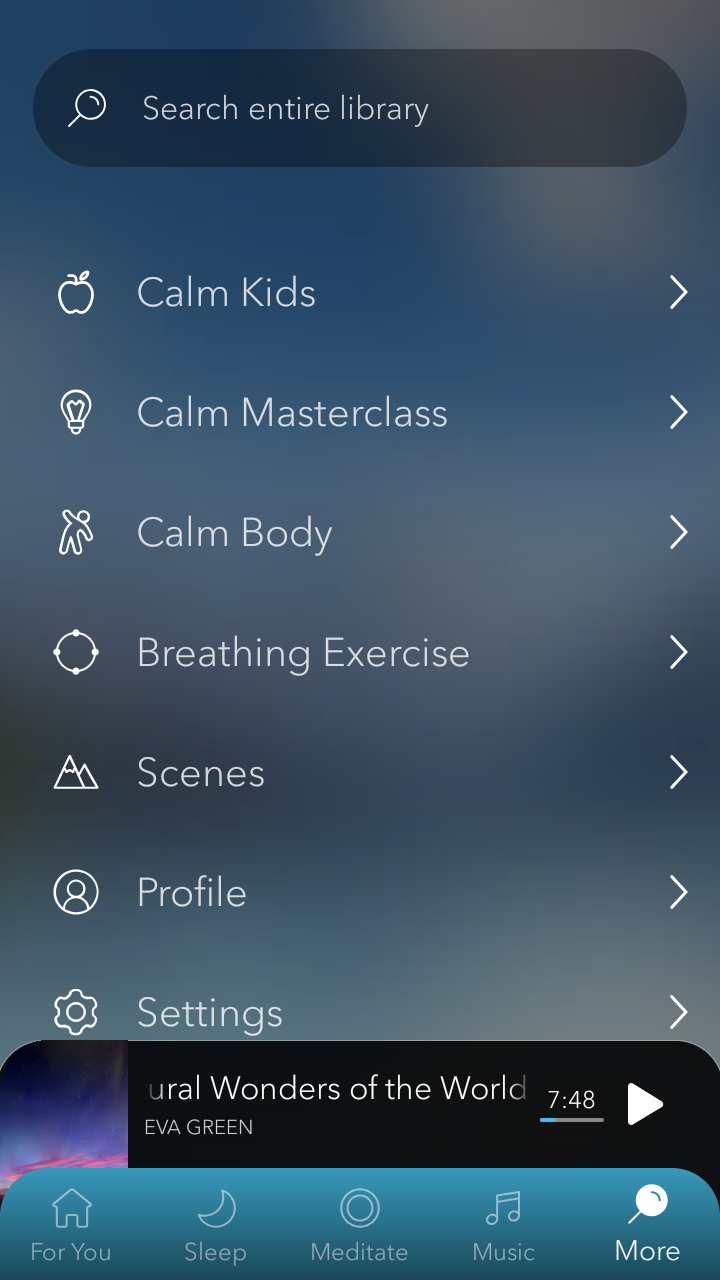 Search entire library
Calm Kids
Calm Masterclass
Calm Body
Breathing Exercise
Scenes
Profile
Settings
ural Wonders of the World
7:48
EVA GREEN
For You
Sleep
Meditate
Music
More